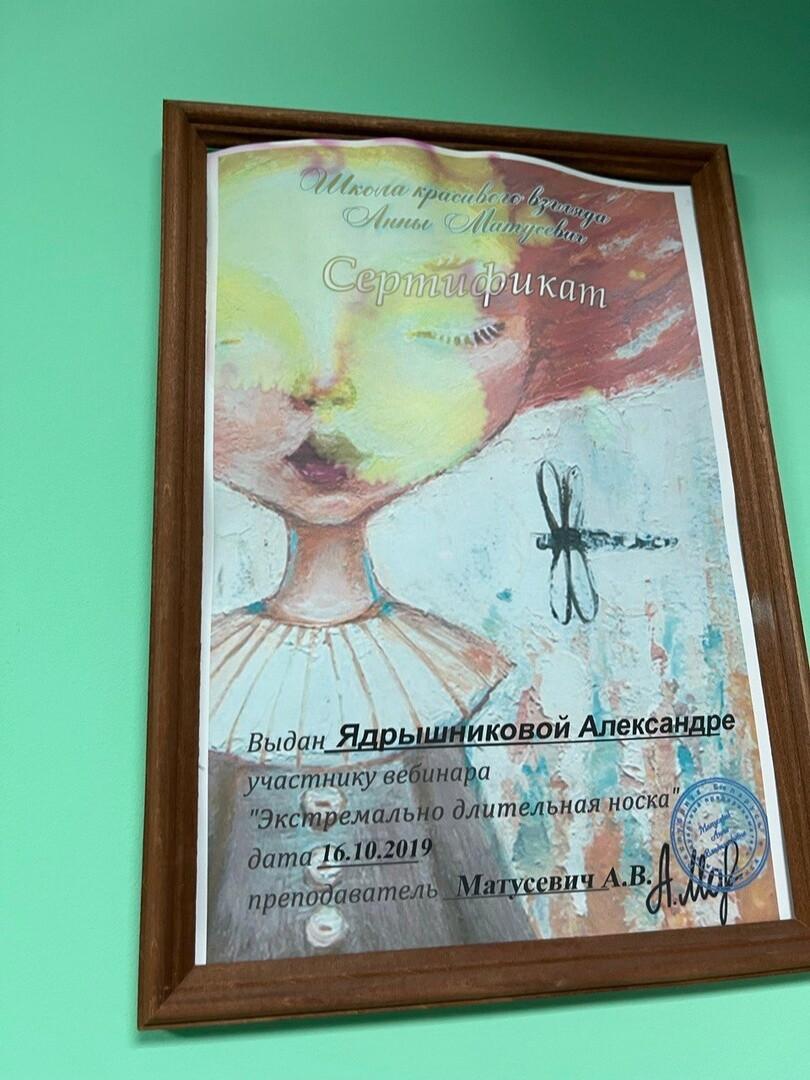 Школа красивого взгляда
Анны Матусевич
Сертификат
Выдан Ядрышниковой Александре
участнику вебинара
"Экстремально длительная носка"
дата 16.10.2019
преподаватель Матусевич А.В.